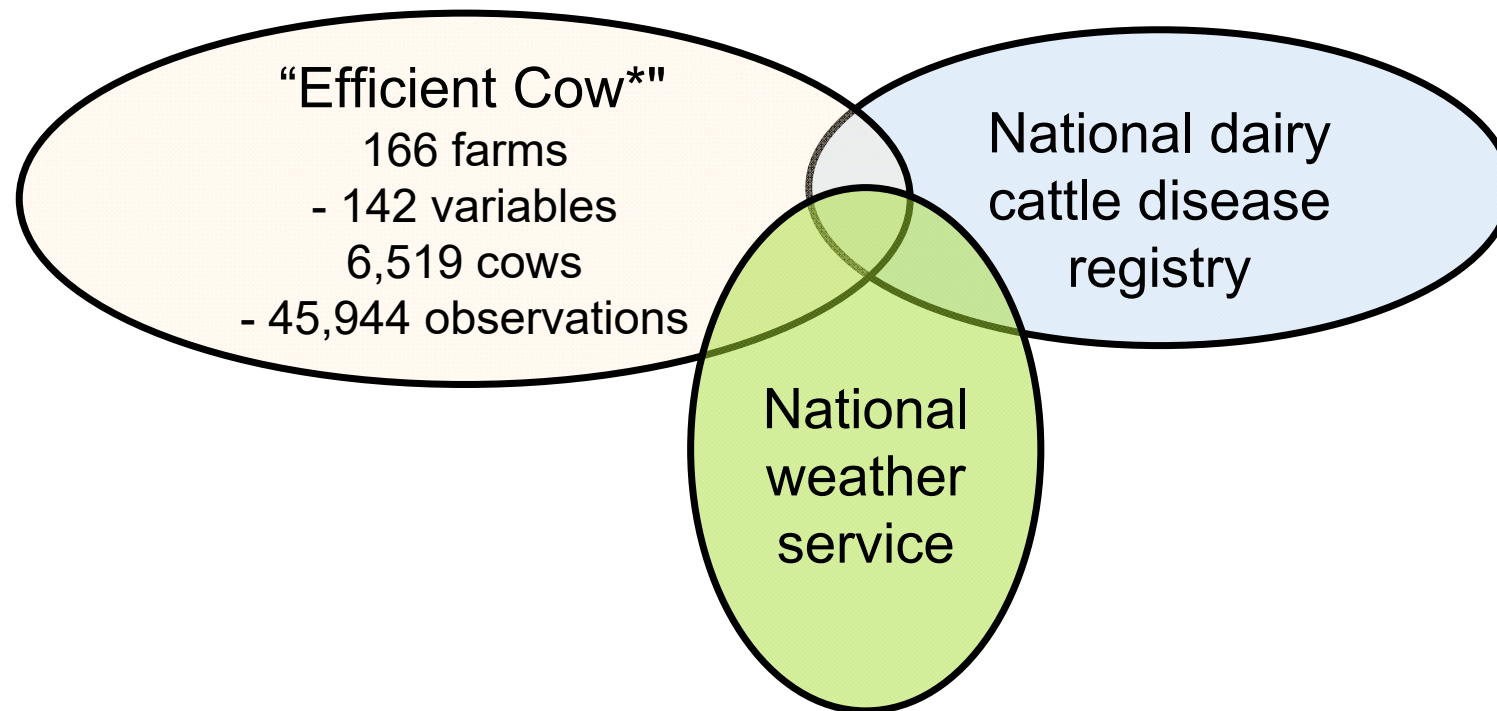 “Efficient Cow*"
166 farms
- 142 variables
6,519 cows
- 45,944 observations
National dairy
cattle disease
registry
National
weather
service